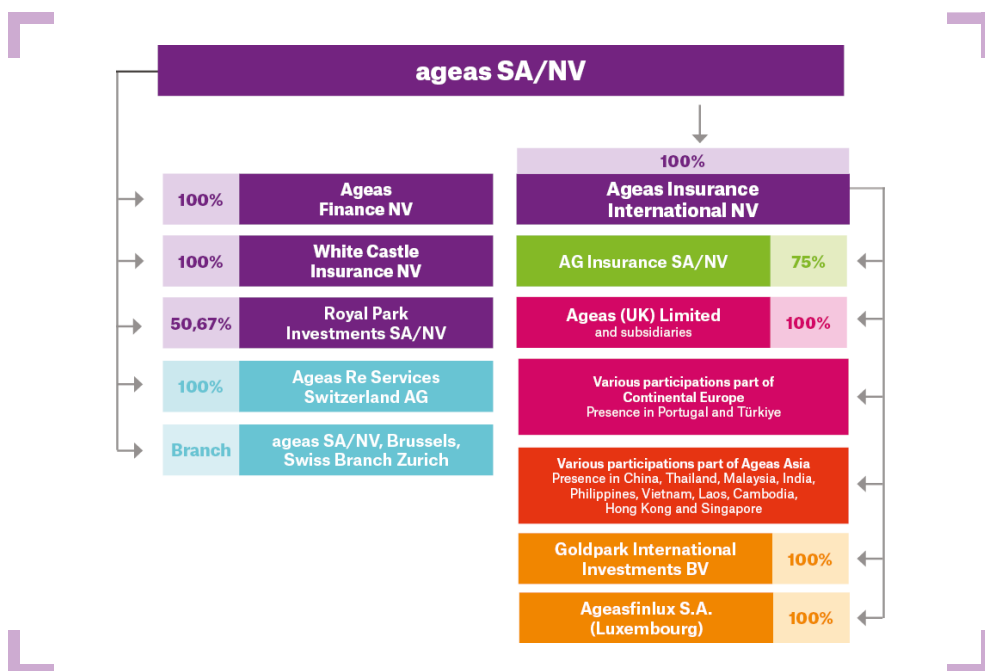 ageas SA/NV
100%
Ageas
Finance NV
100%
White Castle
Insurance NV
50,67%
Royal Park
Investments SA/NV
100%
Ageas Re Services
Switzerland AG
Branch
ageas SA/NV, Brussels,
Swiss Branch Zurich
100%
Ageas Insurance
International NV
AG Insurance SA/NV
75%
Ageas (UK) Limited
and subsidiaries
100%
Various participations part of
Continental Europe
Presence in Portugal and Türkiye
Various participations part of Ageas Asia
Presence in China, Thailand, Malaysia, India,
Philippines, Vietnam, Laos, Cambodia,
Hong Kong and Singapore
Goldpark International
Investments BV
100%
Ageasfinlux S.A.
(Luxembourg)
100%